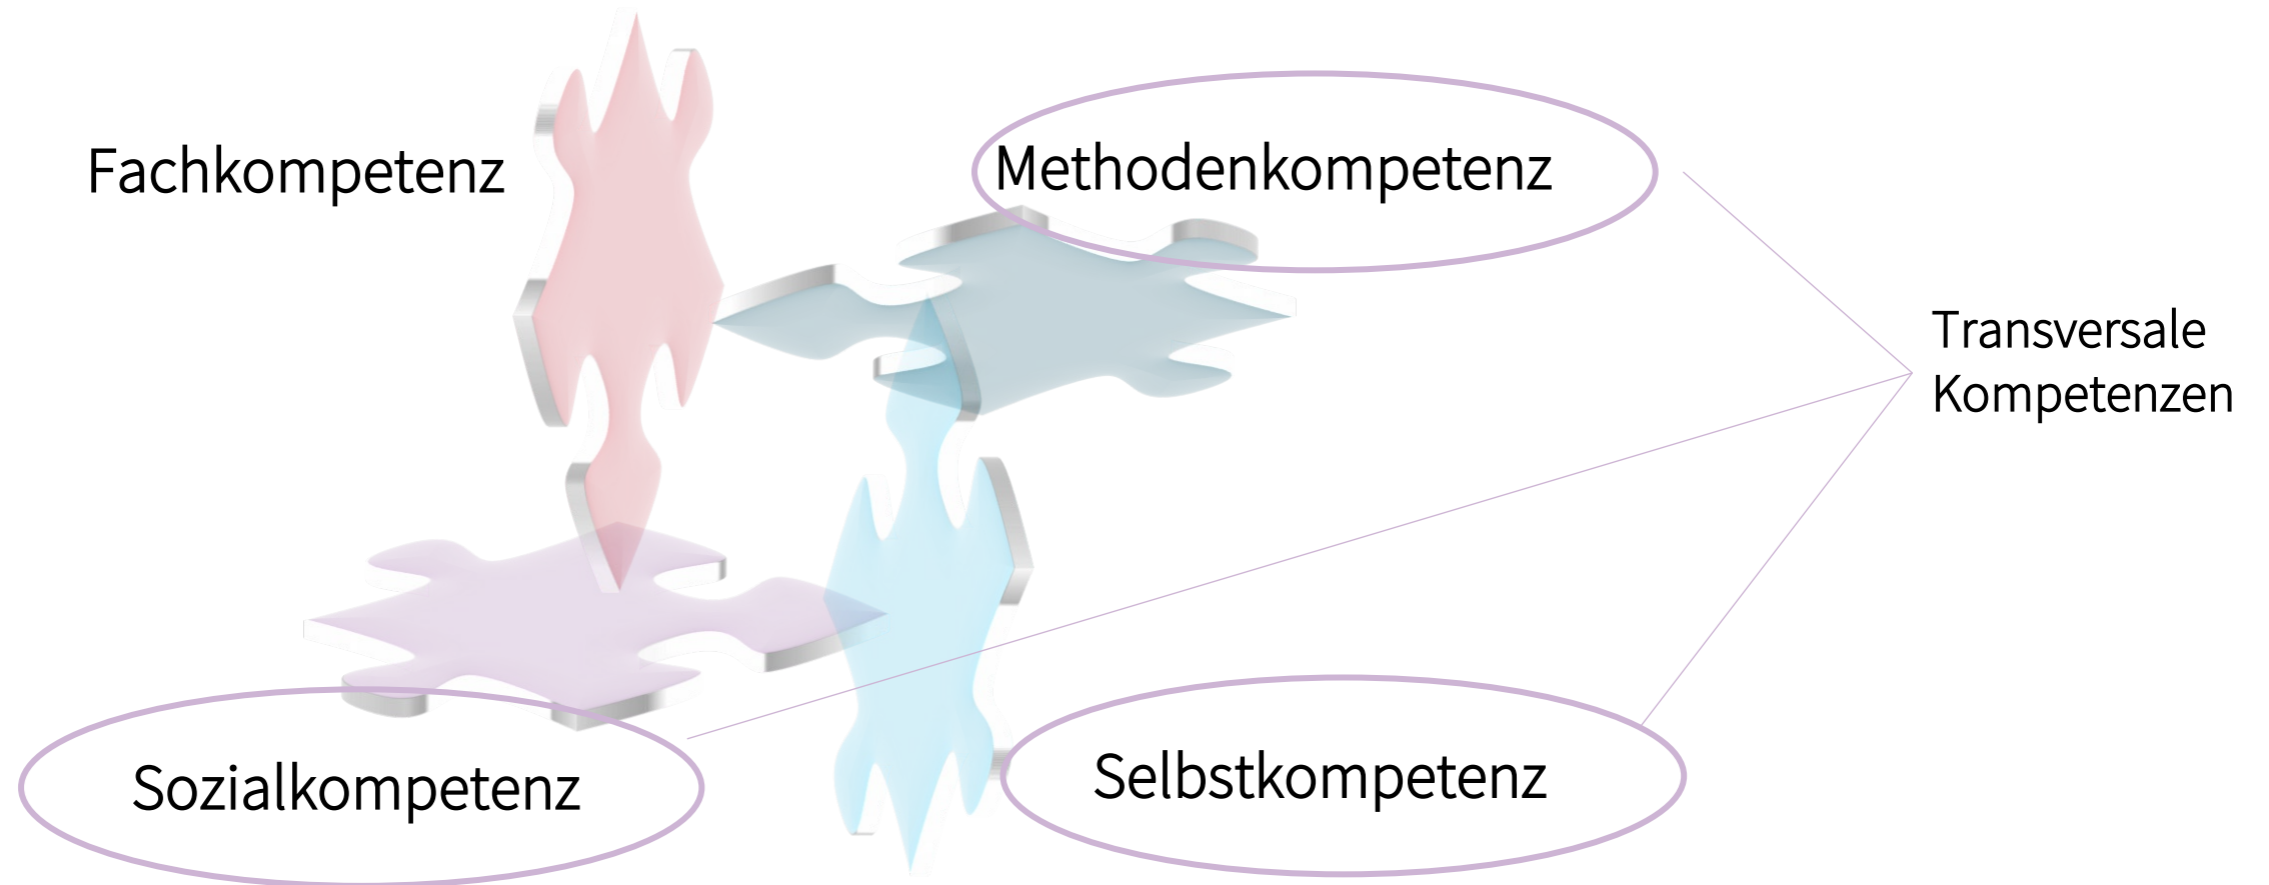 Fachkompetenz
Methodenkompetenz
Transversale
Kompetenzen
Sozialkompetenz
Selbstkompetenz